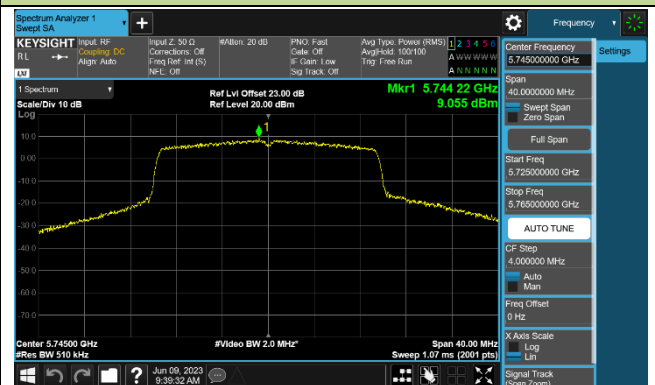 Spectrum Analyzer 1
Swept SA
Frequency
KEYSIGHT
RL
LXI
Input: RF
Coupling: DC
Align: Auto
Input Z: 50 Ω
Corrections: Off
Freq Ref: Int (S)
NFE: Off
#Atten: 20 dB
PNO: Fast
Gate: Off
IF Gain: Low
Sig Track: Off
Avg Type: Power (RMS)
Avg|Hold: 100/100
Trig: Free Run
1 2 3 4 5 6
A W W W W W
A N N N N N
1 Spectrum
Scale/Div 10 dB
Log
Ref Lvl Offset 23.00 dB
Ref Level 20.00 dBm
Mkr1 5.744 22 GHz
9.055 dBm
1
10.0
0.00
-10.0
-20.0
-30.0
-40.0
-50.0
-60.0
-70.0
Center 5.74500 GHz
#Res BW 510 kHz
#Video BW 2.0 MHz*
Span 40.00 MHz
Sweep 1.07 ms (2001 pts)
Center Frequency
5.745000000 GHz
Settings
Span
40.0000000 MHz
Swept Span
Zero Span
Full Span
Start Freq
5.725000000 GHz
Stop Freq
5.765000000 GHz
AUTO TUNE
CF Step
4.000000 MHz
Auto
Man
Freq Offset
0 Hz
X Axis Scale
Log
Lin
Signal Track
(Span Zoom)
Jun 09, 2023
9:39:32 AM